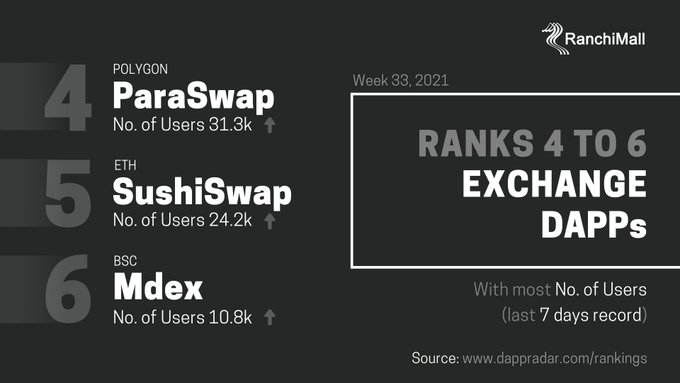 RanchiMall
4
POLYGON
ParaSwap
No. of Users 31.3k
5
ETH
SushiSwap
No. of Users 24.2k
6
BSC
Mdex
No. of Users 10.8k
Week 33, 2021
RANKS 4 TO 6
EXCHANGE
DAPPs
With most No. of Users
(last 7 days record)
Source: www.dappradar.com/rankings